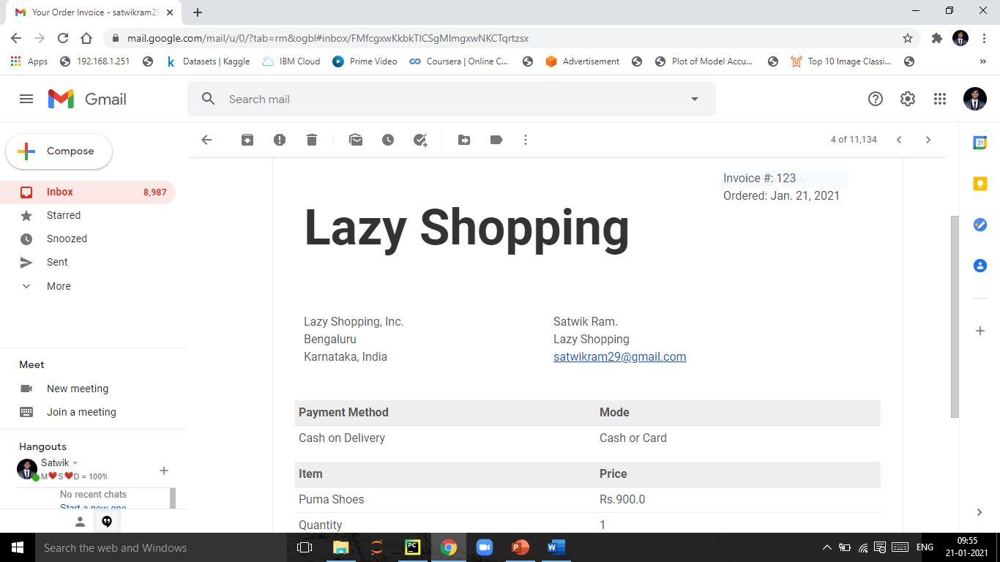 Your Order Invoice - satwikram29
mail.google.com/mail/u/0/?tab=rm&ogbl#inbox/FMfcgxwKkbkTlCSgMlmgxwNKCTqrtzsx
Apps 192.168.1.251 Datasets | Kaggle IBM Cloud Prime Video Coursera | Online C... Advertisement Plot of Model Accu... Top 10 Image Classi... »
Gmail
Search mail
4 of 11,134
Compose
Inbox 8,987
Starred
Snoozed
Sent
More
Meet
New meeting
Join a meeting
Hangouts
Satwik
M❤️S❤️D = 100%
No recent chats
Start a new one
Invoice #: 123
Ordered: Jan. 21, 2021
Lazy Shopping
Lazy Shopping, Inc.
Bengaluru
Karnataka, India
Satwik Ram.
Lazy Shopping
satwikram29@gmail.com
Payment Method Mode
Cash on Delivery Cash or Card
Item Price
Puma Shoes Rs.900.0
Quantity 1
31
Search the web and Windows
PC
ENG
09:55
21-01-2021